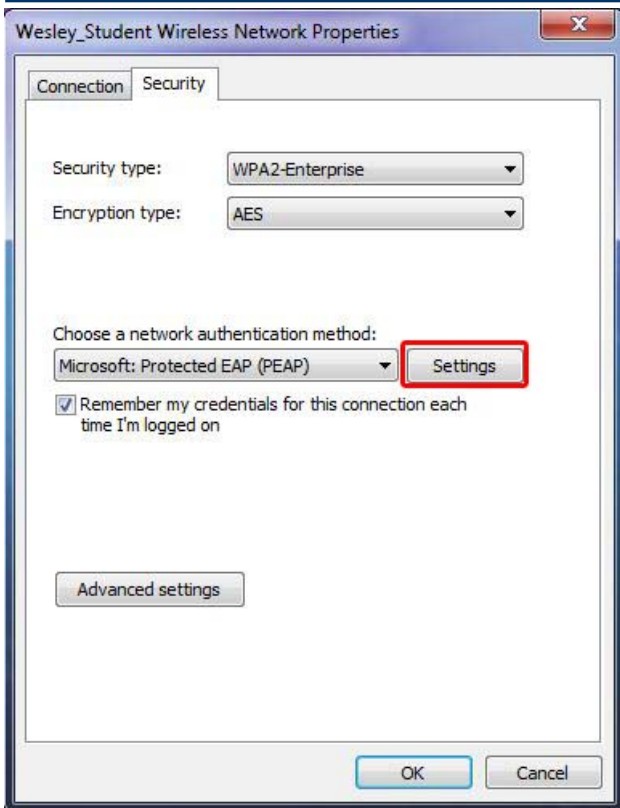 Wesley_Student Wireless Network Properties
Connection Security
Security type: WPA2-Enterprise
Encryption type: AES
Choose a network authentication method:
Microsoft: Protected EAP (PEAP) Settings
Remember my credentials for this connection each
time I'm logged on
Advanced settings
OK Cancel